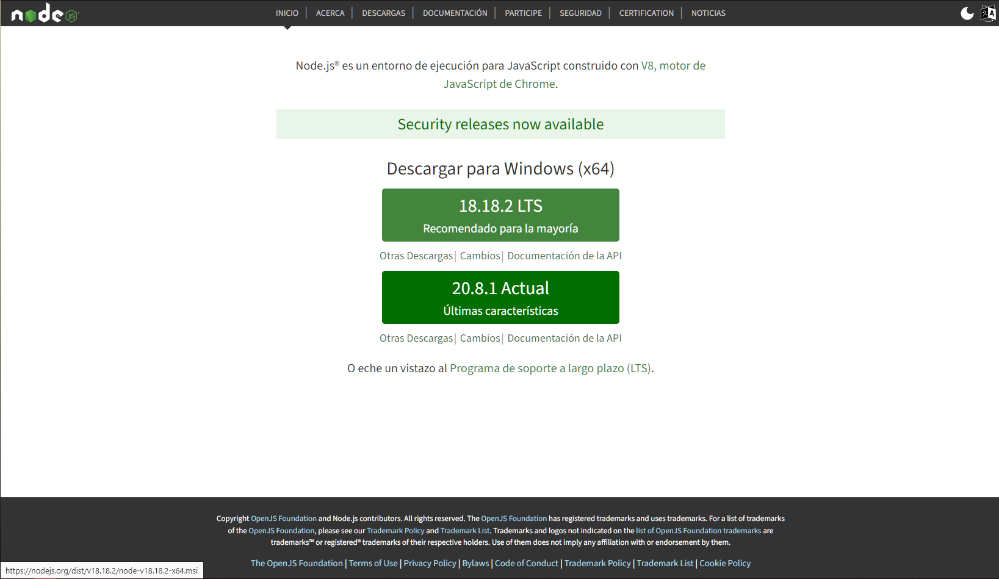 node JS
INICIO | ACERCA | DESCARGAS | DOCUMENTACIÓN | PARTICIPE | SEGURIDAD | CERTIFICATION | NOTICIAS
Node.js® es un entorno de ejecución para JavaScript construido con V8, motor de
JavaScript de Chrome.
Security releases now available
Descargar para Windows (x64)
18.18.2 LTS
Recomendado para la mayoría
Otras Descargas | Cambios | Documentación de la API
20.8.1 Actual
Últimas características
Otras Descargas | Cambios | Documentación de la API
O eche un vistazo al Programa de soporte a largo plazo (LTS).
Copyright OpenJS Foundation and Node.js contributors. All rights reserved. The OpenJS Foundation has registered trademarks and uses trademarks. For a list of trademarks
of the OpenJS Foundation, please see our Trademark Policy and Trademark List. Trademarks and logos not indicated on the list of OpenJS Foundation trademarks are
trademarks™ or registered® trademarks of their respective holders. Use of them does not imply any affiliation with or endorsement by them.
The OpenJS Foundation | Terms of Use | Privacy Policy | Bylaws | Code of Conduct | Trademark Policy | Trademark List | Cookie Policy
https://nodejs.org/dist/v18.18.2/node-v18.18.2-x64.msi